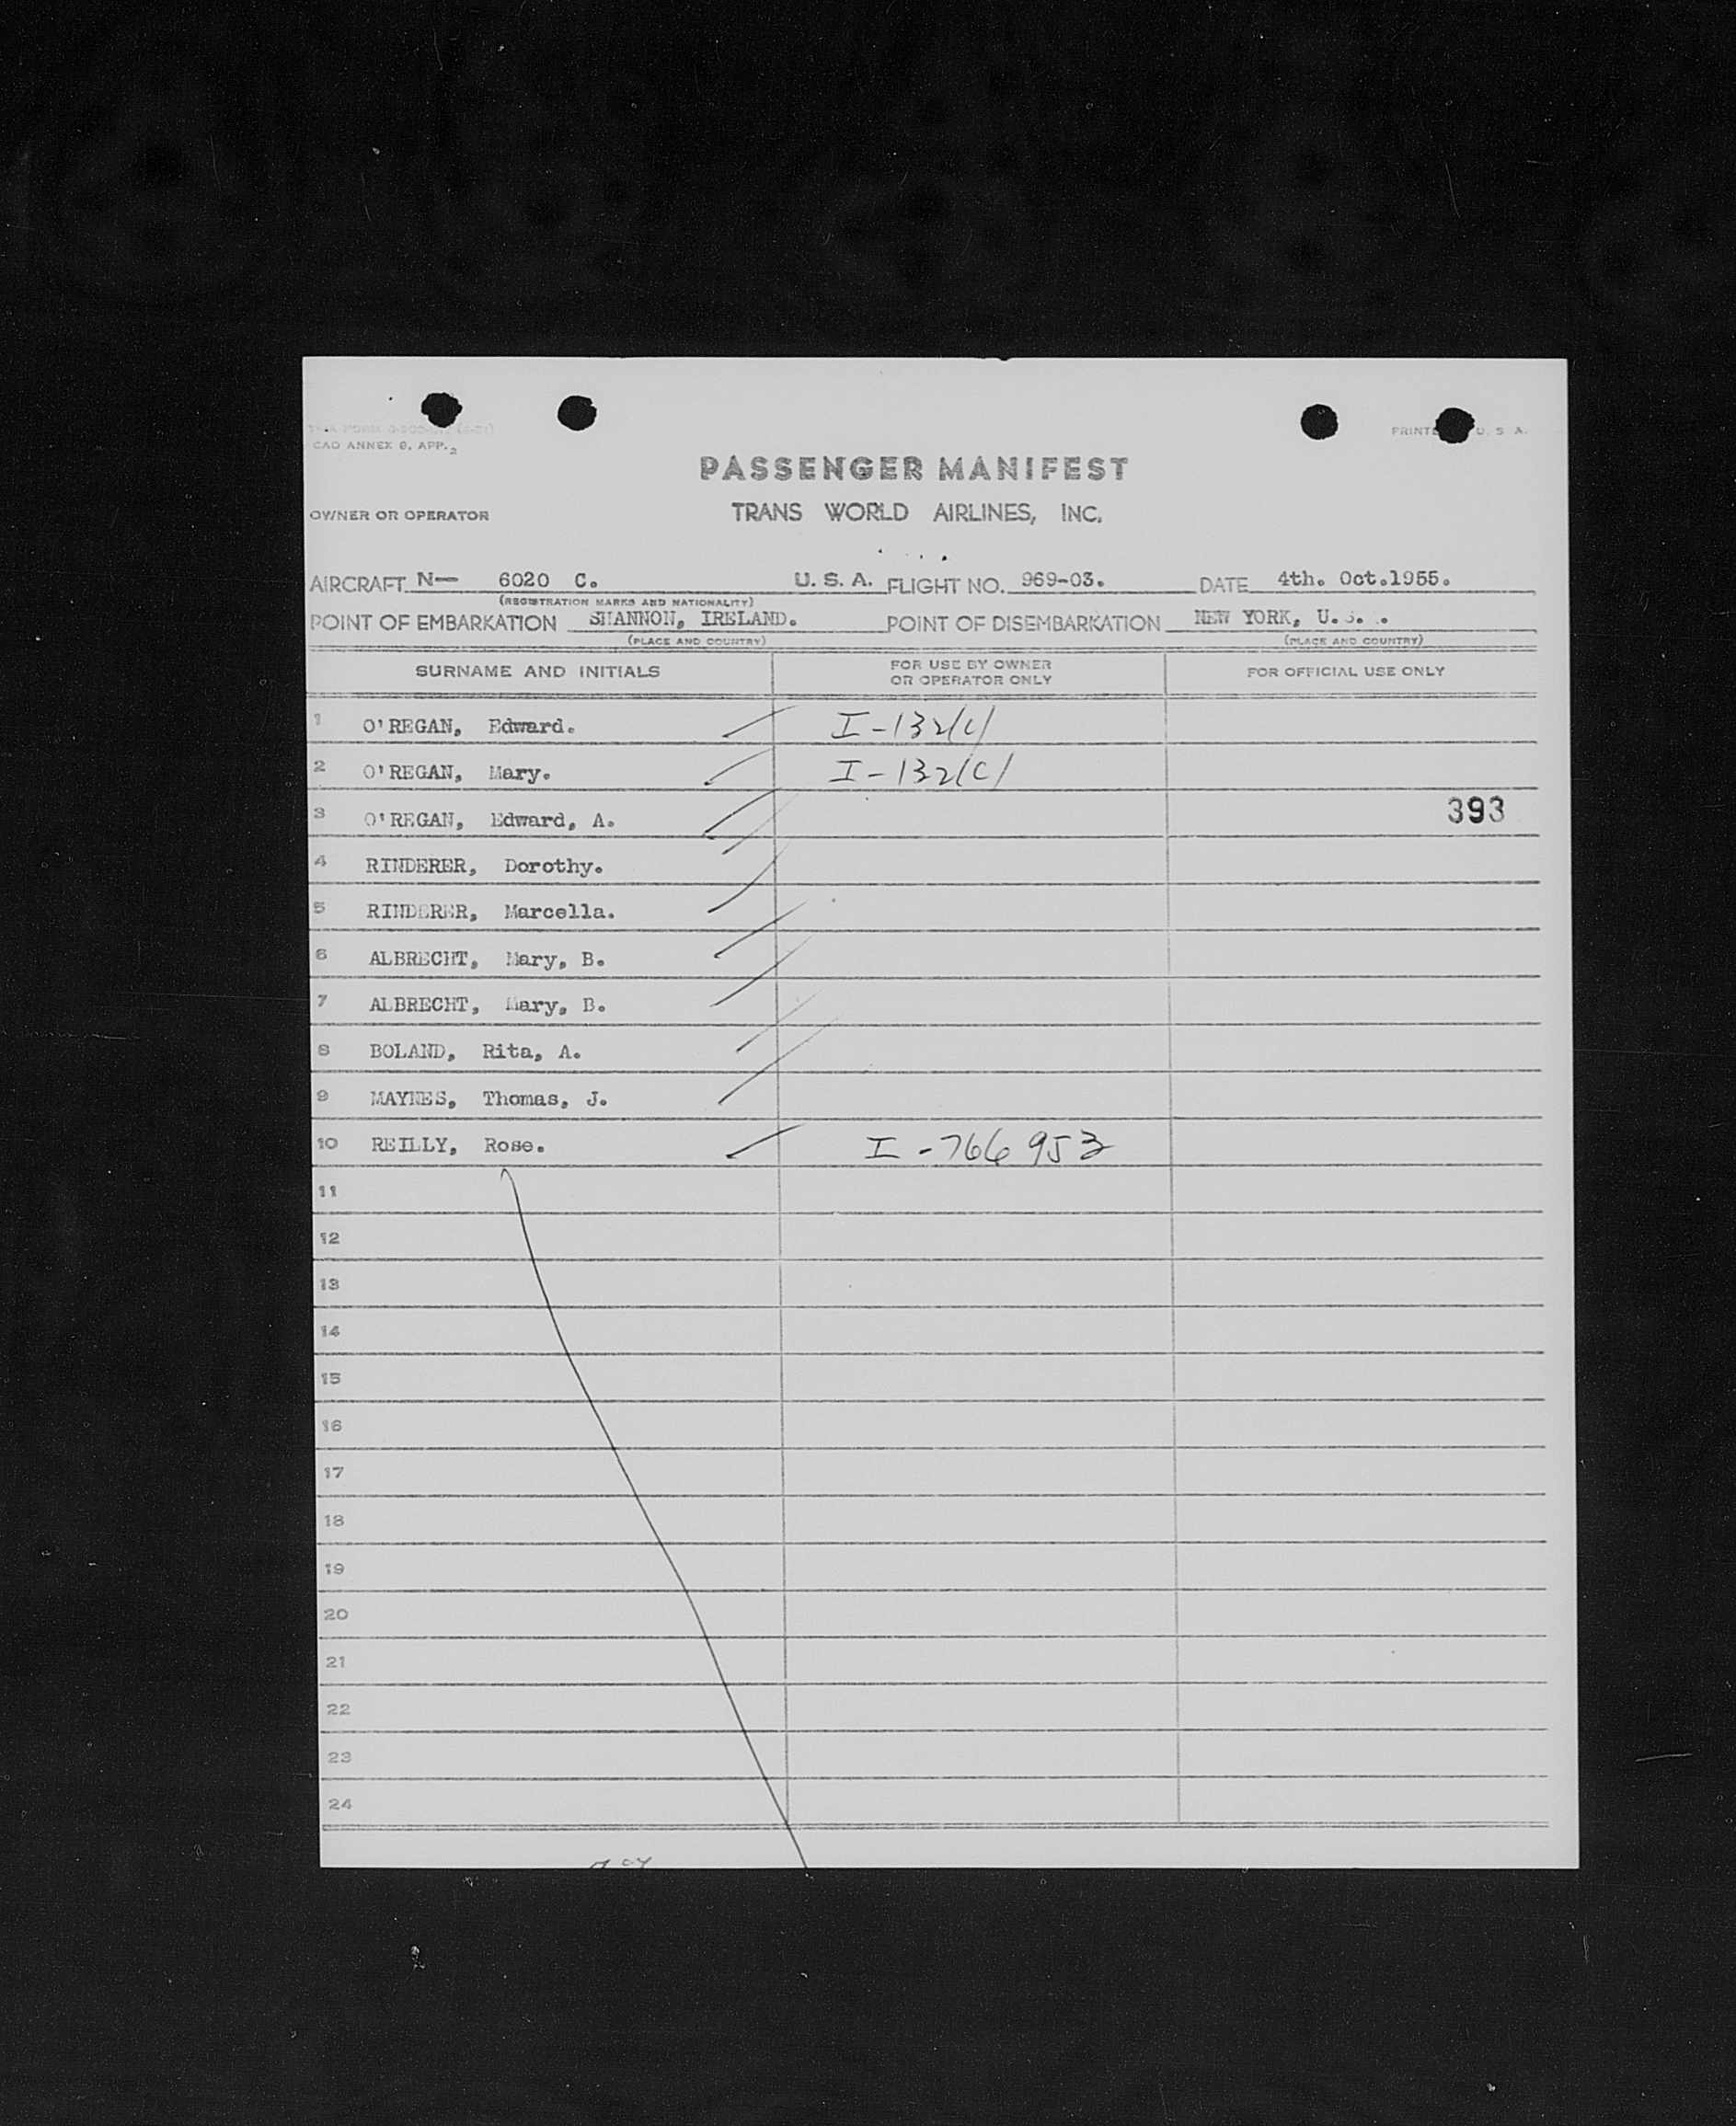 CAO ANNEX 9, APP. 2
PRINTE U. S. A.
PASSENGER MANIFEST
OWNER OR OPERATOR TRANS WORLD AIRLINES, INC.
AIRCRAFT N— 6020 C. U. S. A. FLIGHT NO. 969-03. DATE 4th. Oct.1955.
(REGISTRATION MARKS AND NATIONALITY)
POINT OF EMBARKATION SHANNON, IRELAND. POINT OF DISEMBARKATION NEW YORK, U.S. .
(PLACE AND COUNTRY) (PLACE AND COUNTRY)
SURNAME AND INITIALS FOR USE BY OWNER OR OPERATOR ONLY FOR OFFICIAL USE ONLY
1 O'REGAN, Edward. I-132(c)
2 O'REGAN, Mary. I-132(c)
3 O'REGAN, Edward, A. 393
4 RINDERER, Dorothy.
5 RINDERER, Marcella.
6 ALBRECHT, Mary, B.
7 ALBRECHT, Mary, B.
8 BOLAND, Rita, A.
9 MAYNES, Thomas, J.
10 REILLY, Rose. I-766953
11
12
13
14
15
16
17
18
19
20
21
22
23
24